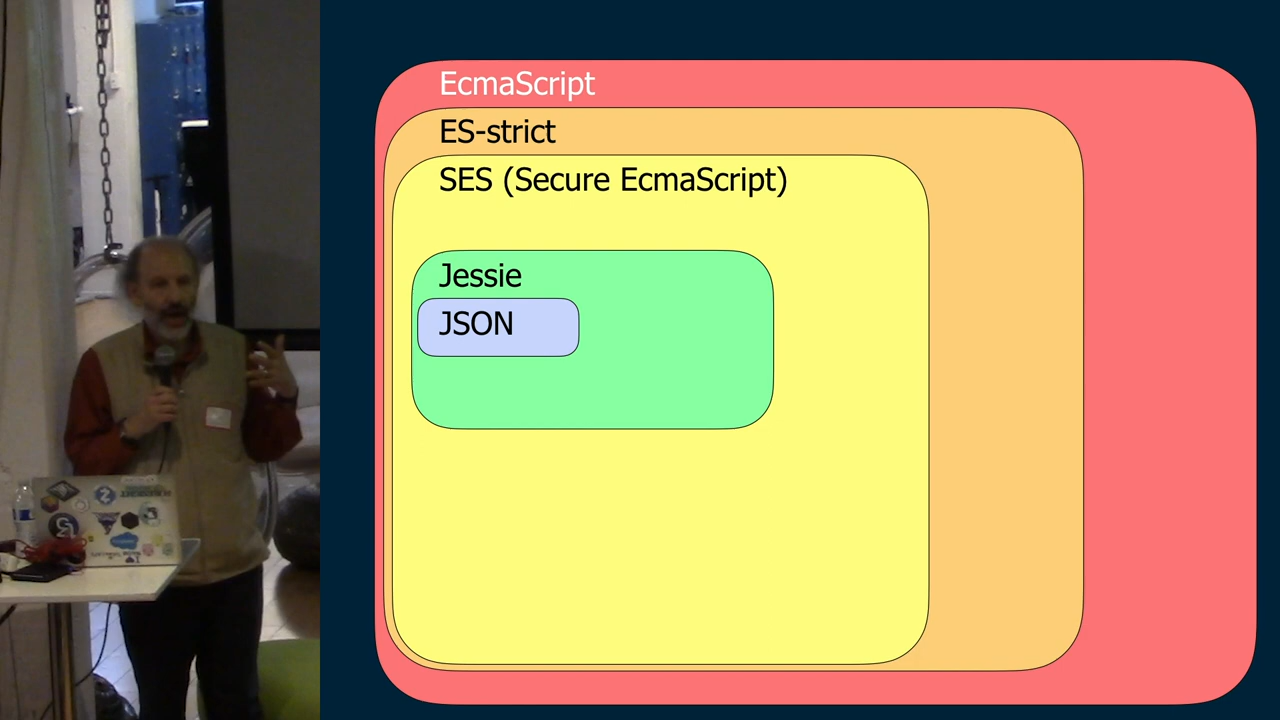 EcmaScript
ES-strict
SES (Secure EcmaScript)
Jessie
JSON